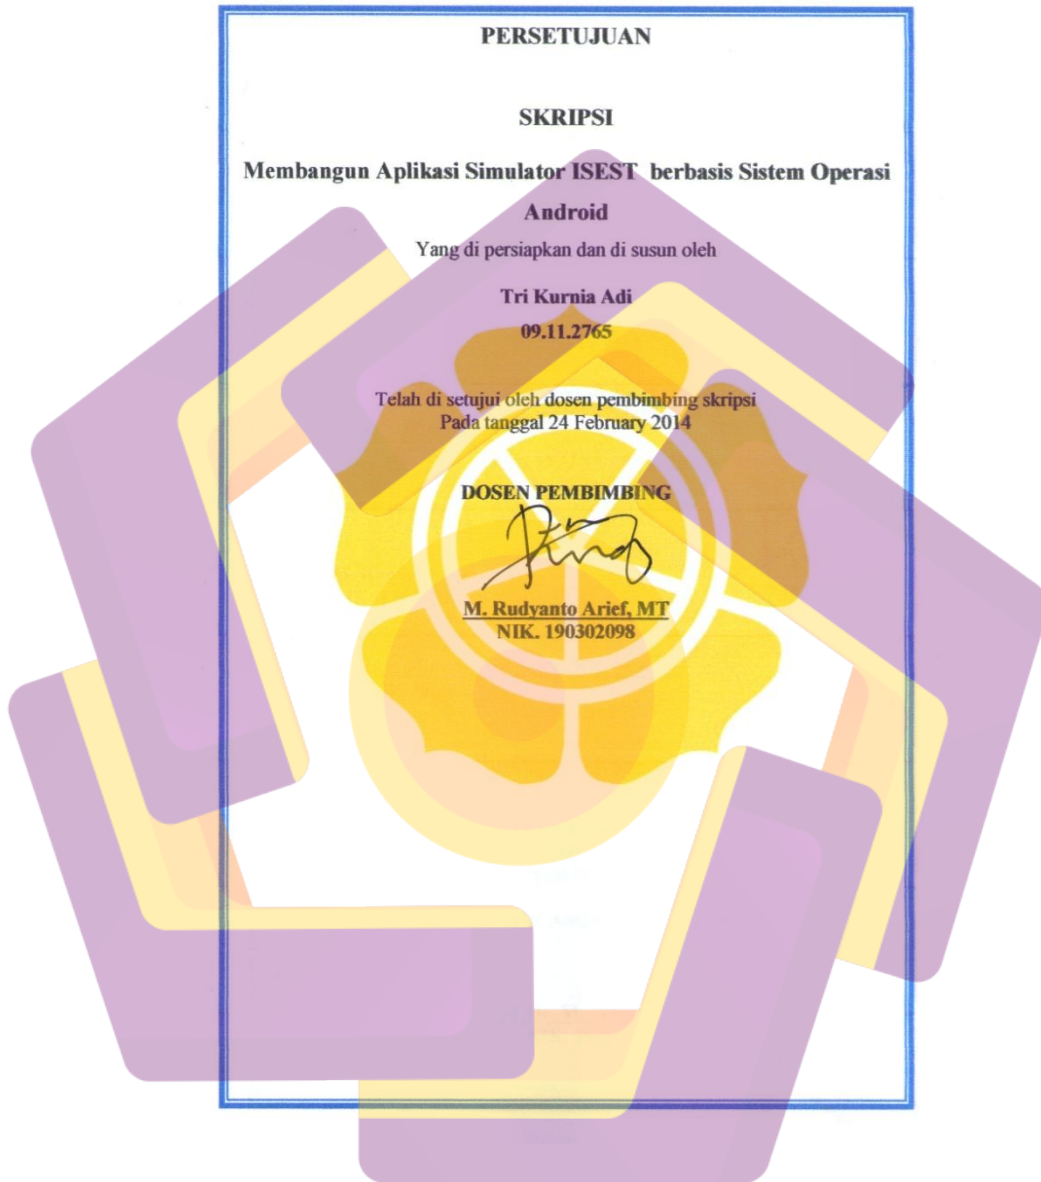 PERSETUJUAN
SKRIPSI
Membangun Aplikasi Simulator ISEST berbasis Sistem Operasi
Android
Yang di persiapkan dan di susun oleh
Tri Kurnia Adi
09.11.2765
Telah di setujui oleh dosen pembimbing skripsi
Pada tanggal 24 February 2014
DOSEN PEMBIMBING
M. Rudyanto Arief, MT
NIK. 190302098